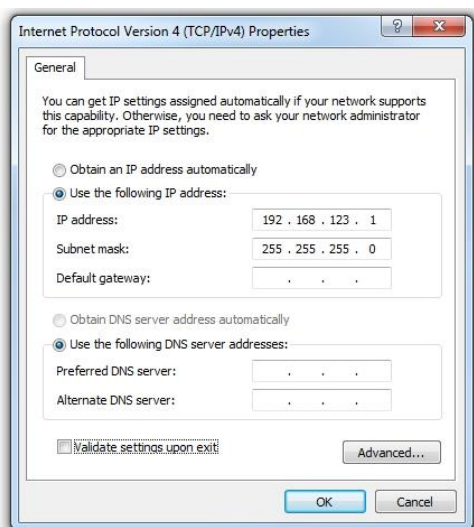 Internet Protocol Version 4 (TCP/IPv4) Properties
General
You can get IP settings assigned automatically if your network supports
this capability. Otherwise, you need to ask your network administrator
for the appropriate IP settings.
Obtain an IP address automatically
Use the following IP address:
IP address: 192 . 168 . 123 . 1
Subnet mask: 255 . 255 . 255 . 0
Default gateway: . . .
Obtain DNS server address automatically
Use the following DNS server addresses:
Preferred DNS server: . . .
Alternate DNS server: . . .
Validate settings upon exit
Advanced...
OK Cancel